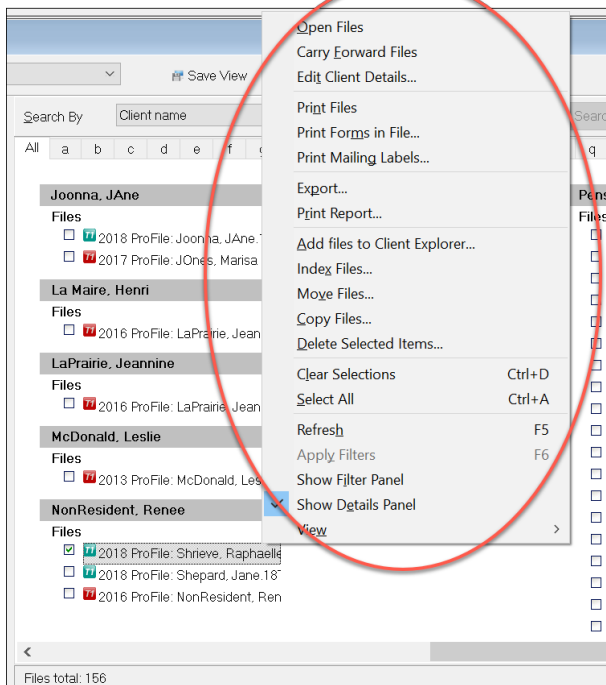 Save View
Search By
Client name
Searc
All a b c d e f q
Joonna, JAne
Files
2018 ProFile: Joonna, JAne.
2017 ProFile: JOnes, Marisa
La Maire, Henri
Files
2016 ProFile: LaPrairie, Jean
LaPrairie, Jeannine
Files
2016 ProFile: LaPrairie, Jean
McDonald, Leslie
Files
2013 ProFile: McDonald, Les
NonResident, Renee
Files
2018 ProFile: Shrieve, Raphaelle
2018 ProFile: Shepard, Jane.18
2016 ProFile: NonResident, Ren
Files total: 156
Open Files
Carry Forward Files
Edit Client Details...
Print Files
Print Forms in File...
Print Mailing Labels...
Export...
Print Report...
Add files to Client Explorer...
Index Files...
Move Files...
Copy Files...
Delete Selected Items...
Clear Selections Ctrl+D
Select All Ctrl+A
Refresh F5
Apply Filters F6
Show Filter Panel
Show Details Panel
View
Pens
Files